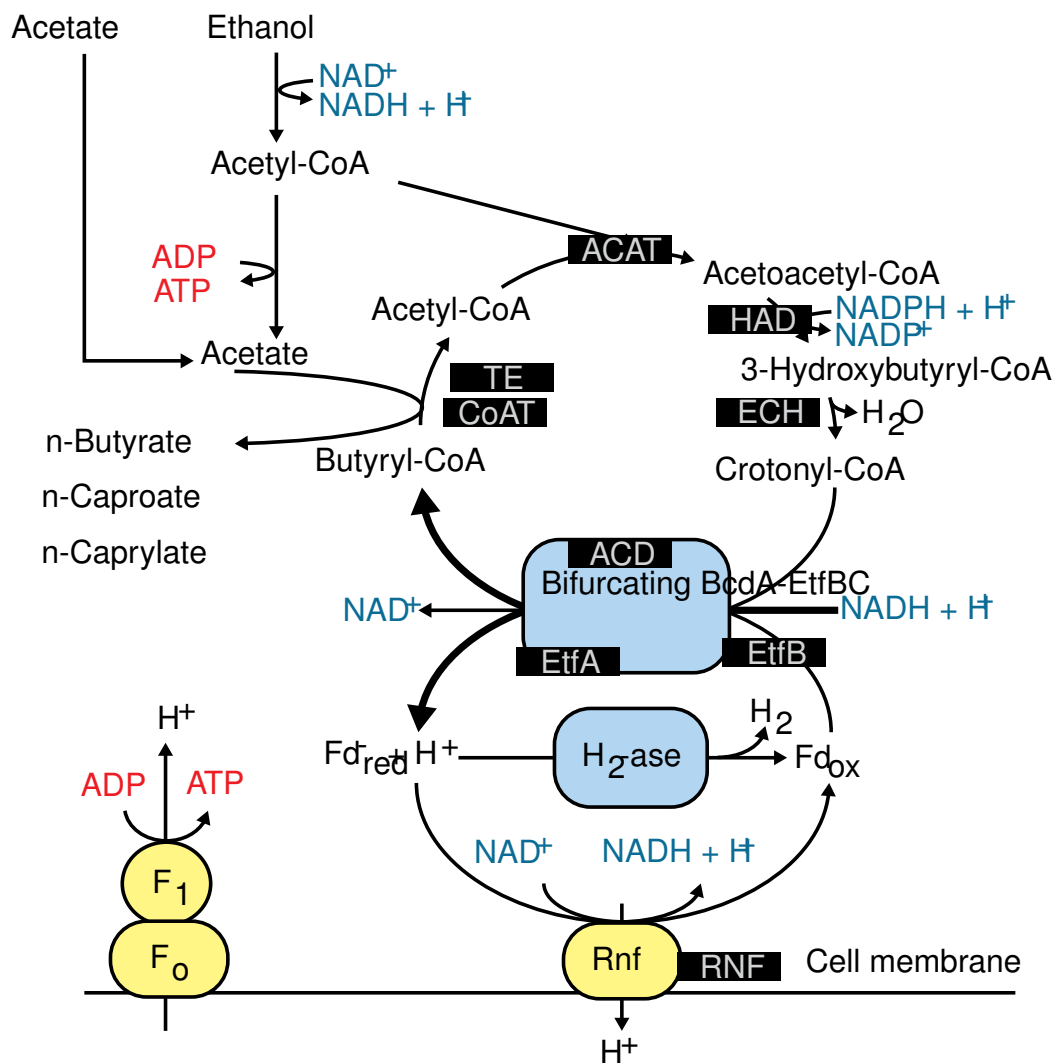 Acetate
Ethanol
NAD+
NADH + H+
Acetyl-CoA
ADP
ATP
ACAT
Acetoacetyl-CoA
Acetyl-CoA
HAD
NADPH + H+
NADP+
Acetate
3-Hydroxybutyryl-CoA
TE
CoAT
ECH
H2O
n-Butyrate
Butyryl-CoA
Crotonyl-CoA
n-Caproate
n-Caprylate
ACD
Bifurcating BcdA-EtfBC
NAD+
NADH + H+
EtfA
EtfB
H+
H2
Fdred- + H+
H2-ase
Fdox
ADP
ATP
NAD+
NADH + H+
F1
Fo
Rnf
RNF
Cell membrane
H+